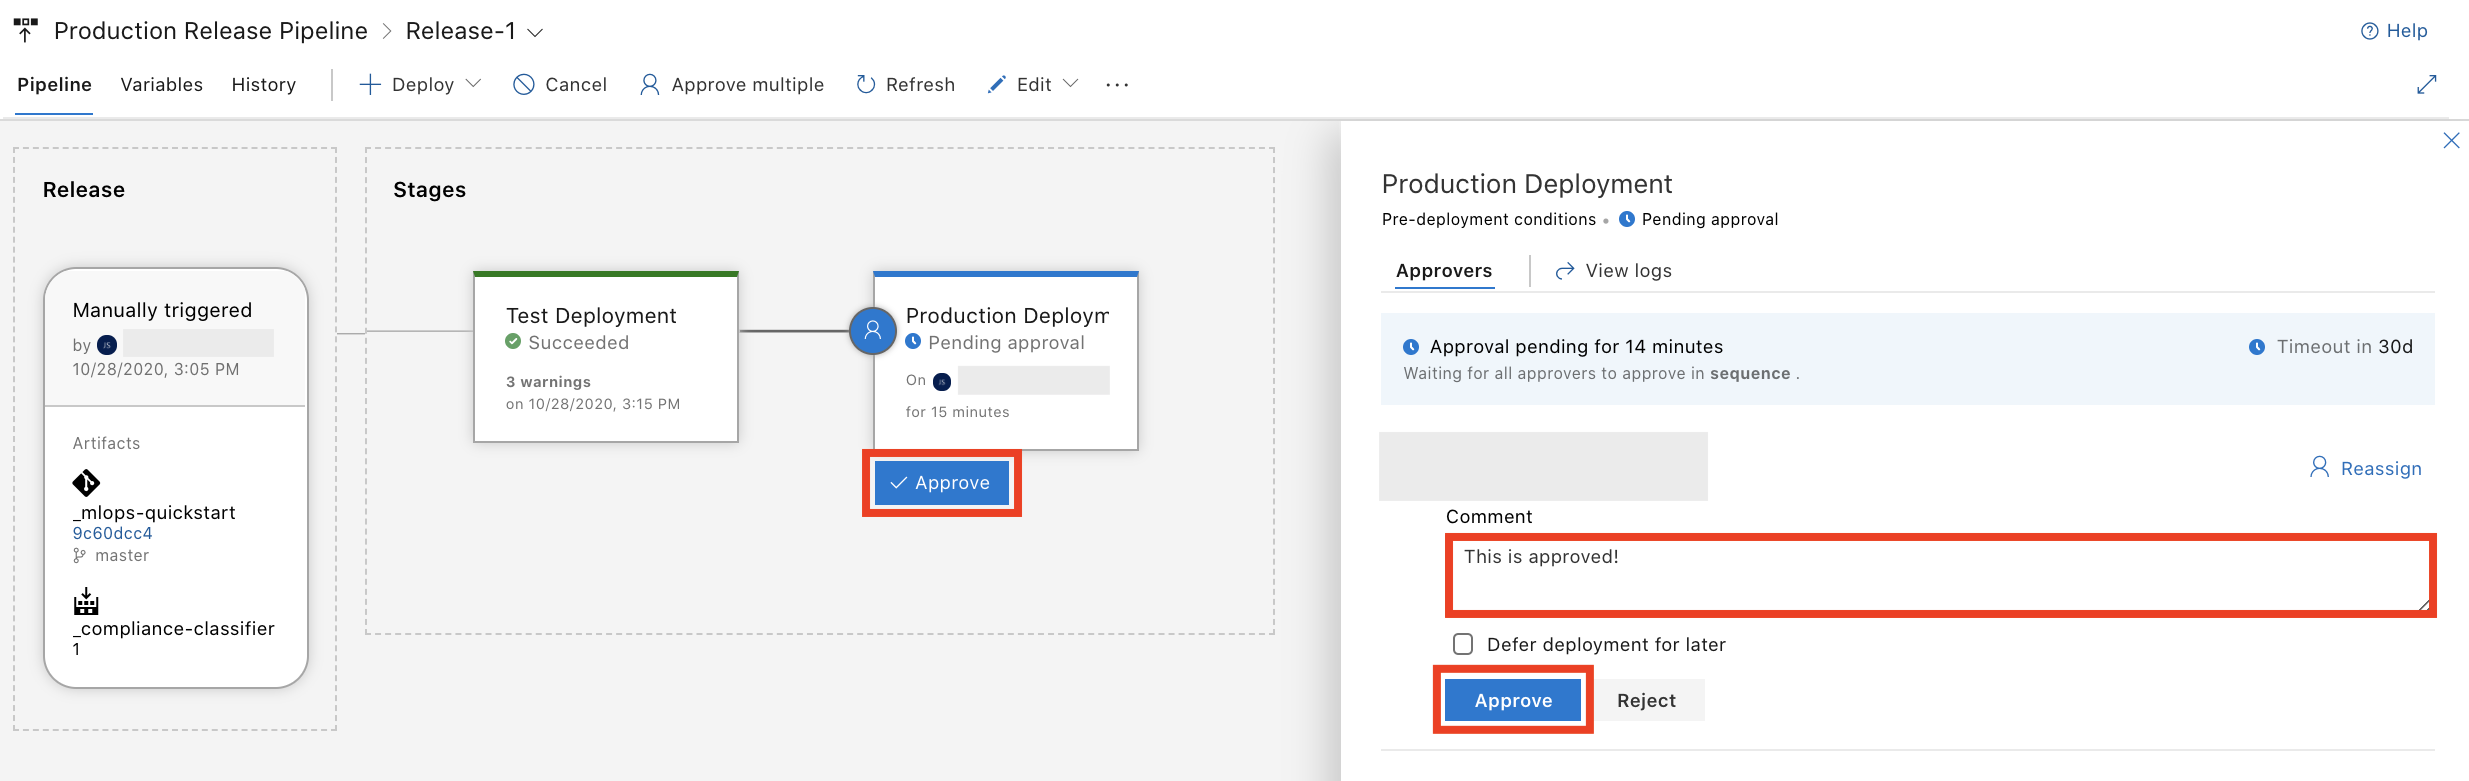 Production Release Pipeline > Release-1
Help
Pipeline Variables History Deploy Cancel Approve multiple Refresh Edit ...
Release
Manually triggered
by JS
10/28/2020, 3:05 PM
Artifacts
_mlops-quickstart
9c60dcc4
master
_compliance-classifier
1
Stages
Test Deployment
Succeeded
3 warnings
on 10/28/2020, 3:15 PM
Production Deploym
Pending approval
On JS
for 15 minutes
Approve
Production Deployment
Pre-deployment conditions • Pending approval
Approvers View logs
Approval pending for 14 minutes
Timeout in 30d
Waiting for all approvers to approve in sequence .
Reassign
Comment
This is approved!
Defer deployment for later
Approve Reject